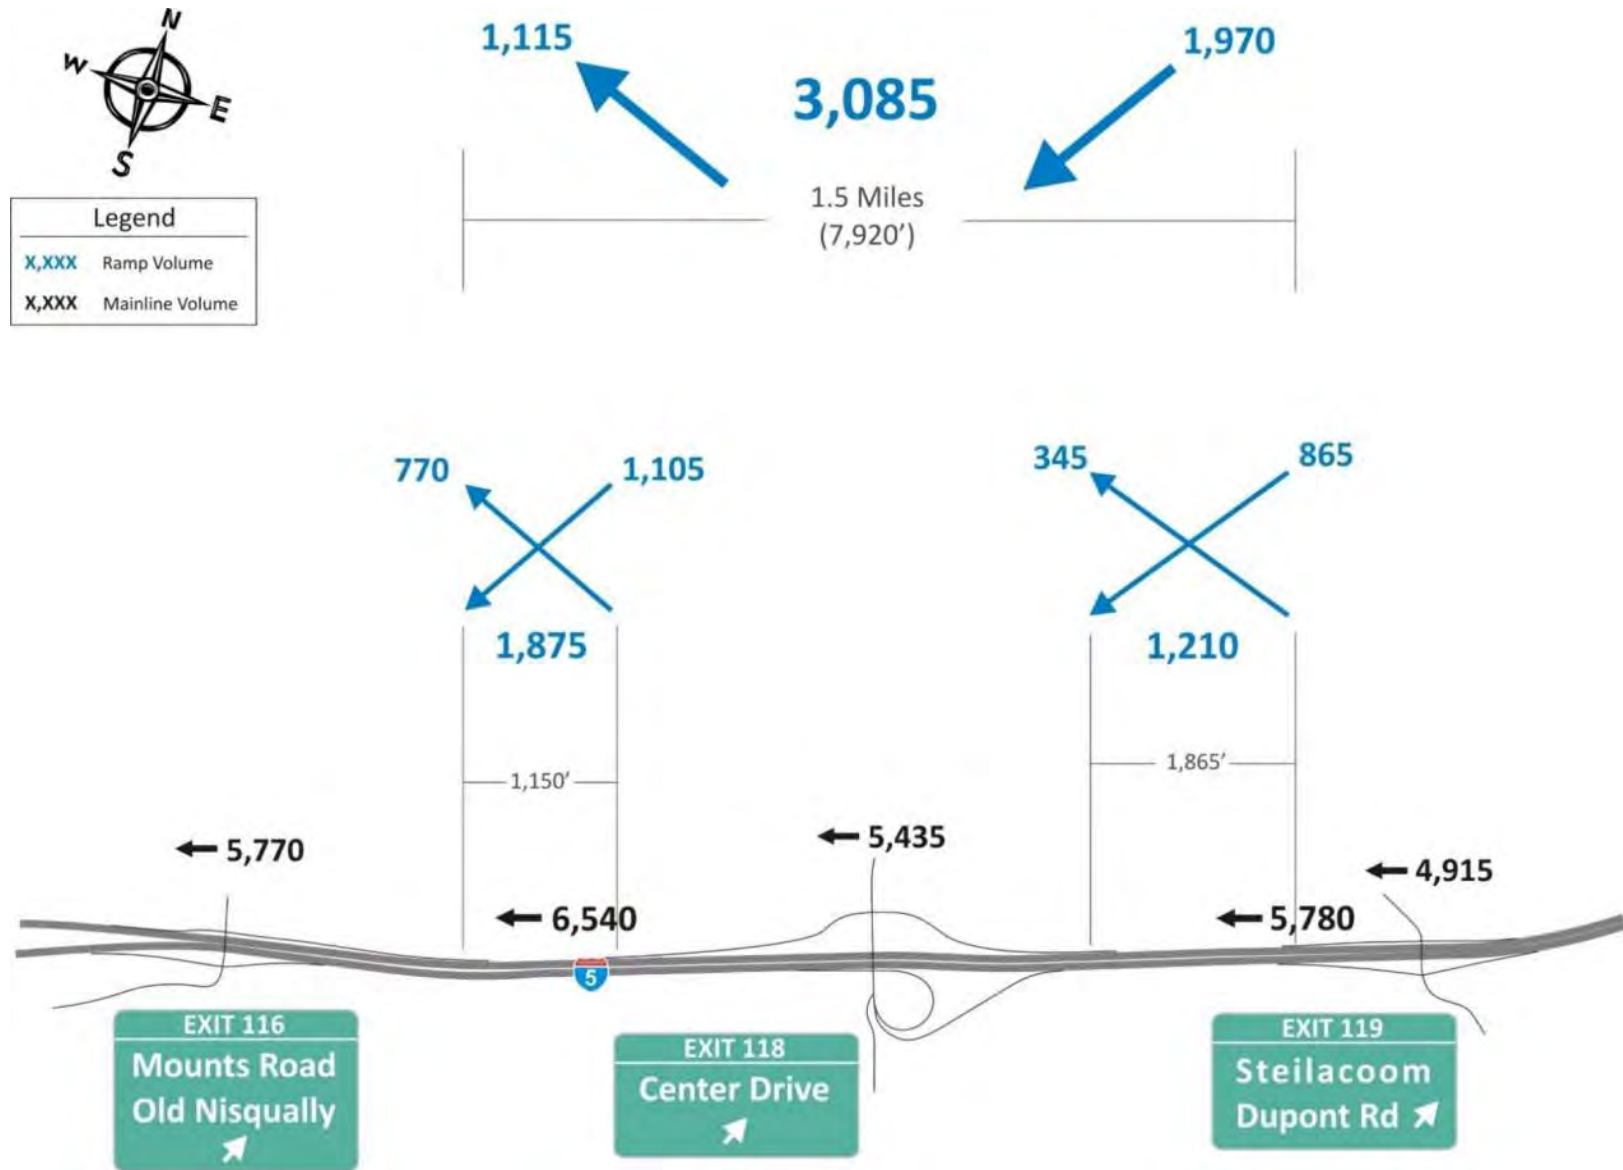 N
W
E
S
Legend
X,XXX Ramp Volume
X,XXX Mainline Volume
1,115
1,970
3,085
1.5 Miles
(7,920’)
770
1,105
345
865
1,875
1,210
1,150’
1,865’
5,770
5,435
4,915
6,540
5,780
5
EXIT 116
Mounts Road
Old Nisqually
EXIT 118
Center Drive
EXIT 119
Steilacoom
Dupont Rd